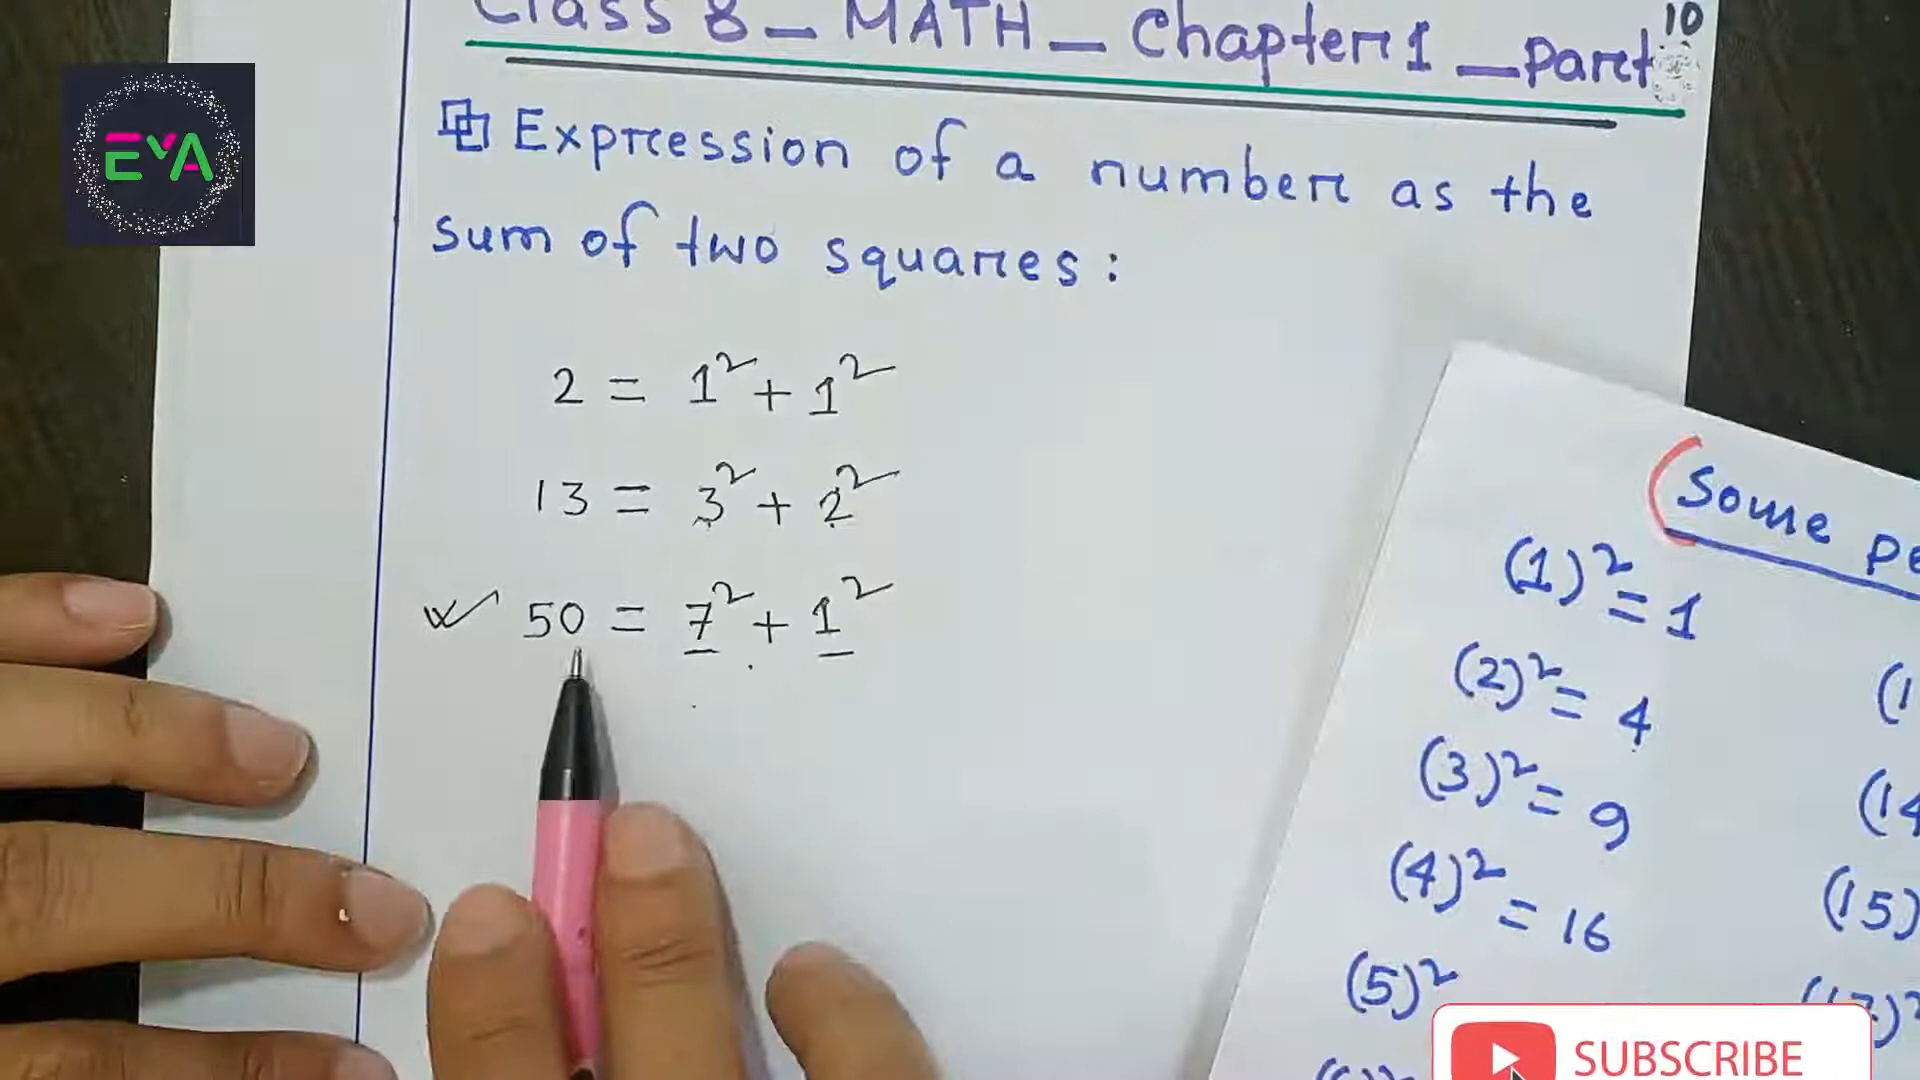 Class 8 _ MATH _ Chapter 1 _ part 10
EYA
Expression of a number as the
sum of two squares:
2 = 1² + 1²
13 = 3² + 2²
50 = 7² + 1²
(Some
(1)² = 1
(2)² = 4
(3)² = 9
(14
(4)² = 16
(15)
(5)²
SUBSCRIBE